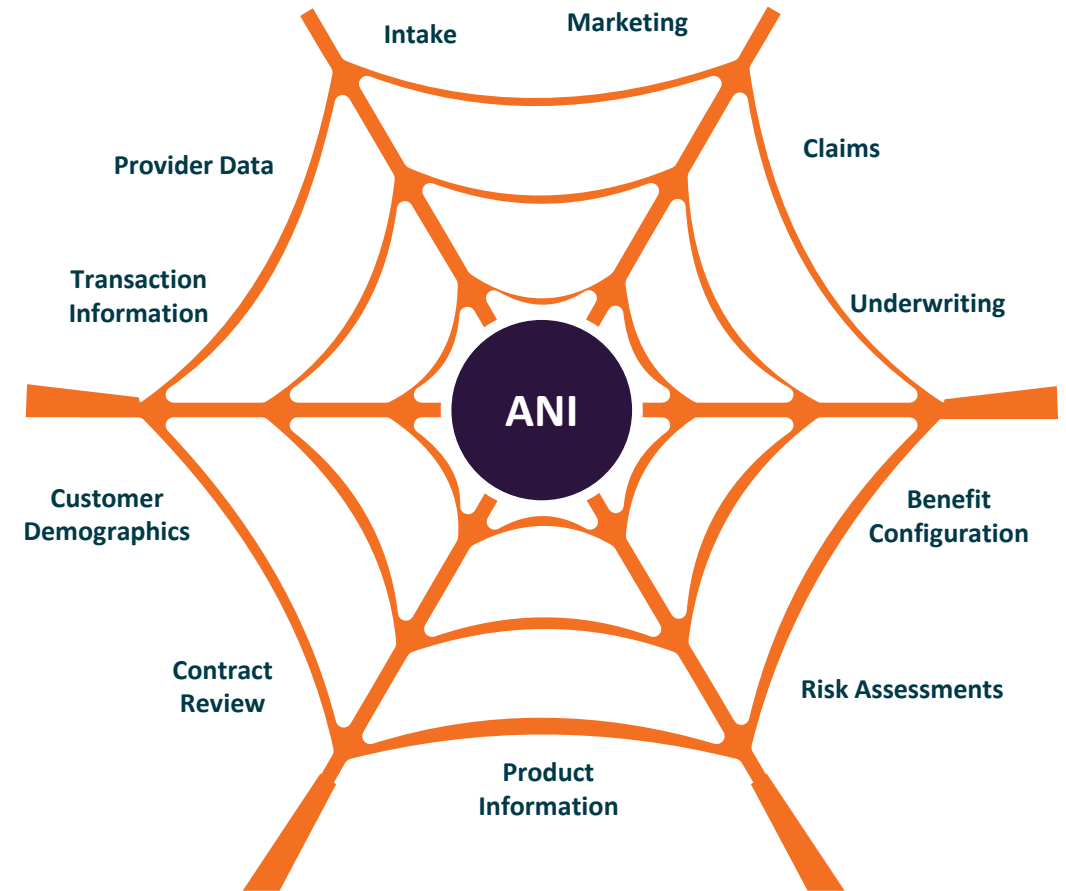 Intake
Marketing
Provider Data
Claims
Transaction
Information
Underwriting
ANI
Customer
Demographics
Benefit
Configuration
Contract
Review
Risk Assessments
Product
Information